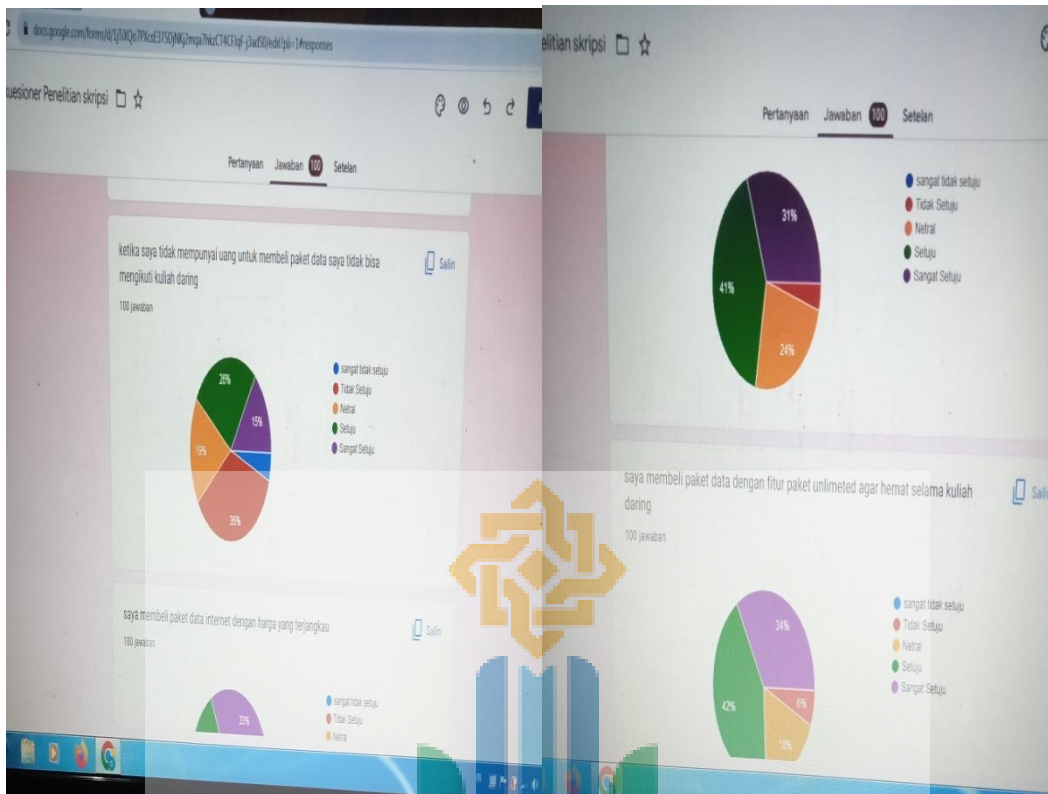 kuesioner Penelitian skripsi
Pertanyaan Jawaban 100 Setelan
ketika saya tidak mempunyai uang untuk membeli paket data saya tidak bisa
mengikuti kuliah daring
Salin
100 jawaban
26%
15%
19%
35%
sangat tidak setuju
Tidak Setuju
Netral
Setuju
Sangat Setuju
saya membeli paket data internet dengan harga yang terjangkau
Salin
100 jawaban
33%
sangat tidak setuju
Tidak Setuju
Netral
elitian skripsi
Pertanyaan Jawaban 100 Setelan
31%
41%
24%
sangat tidak setuju
Tidak Setuju
Netral
Setuju
Sangat Setuju
saya membeli paket data dengan fitur paket unlimeted agar hemat selama kuliah
daring
Salin
100 jawaban
34%
42%
6%
18%
sangat tidak setuju
Tidak Setuju
Netral
Setuju
Sangat Setuju